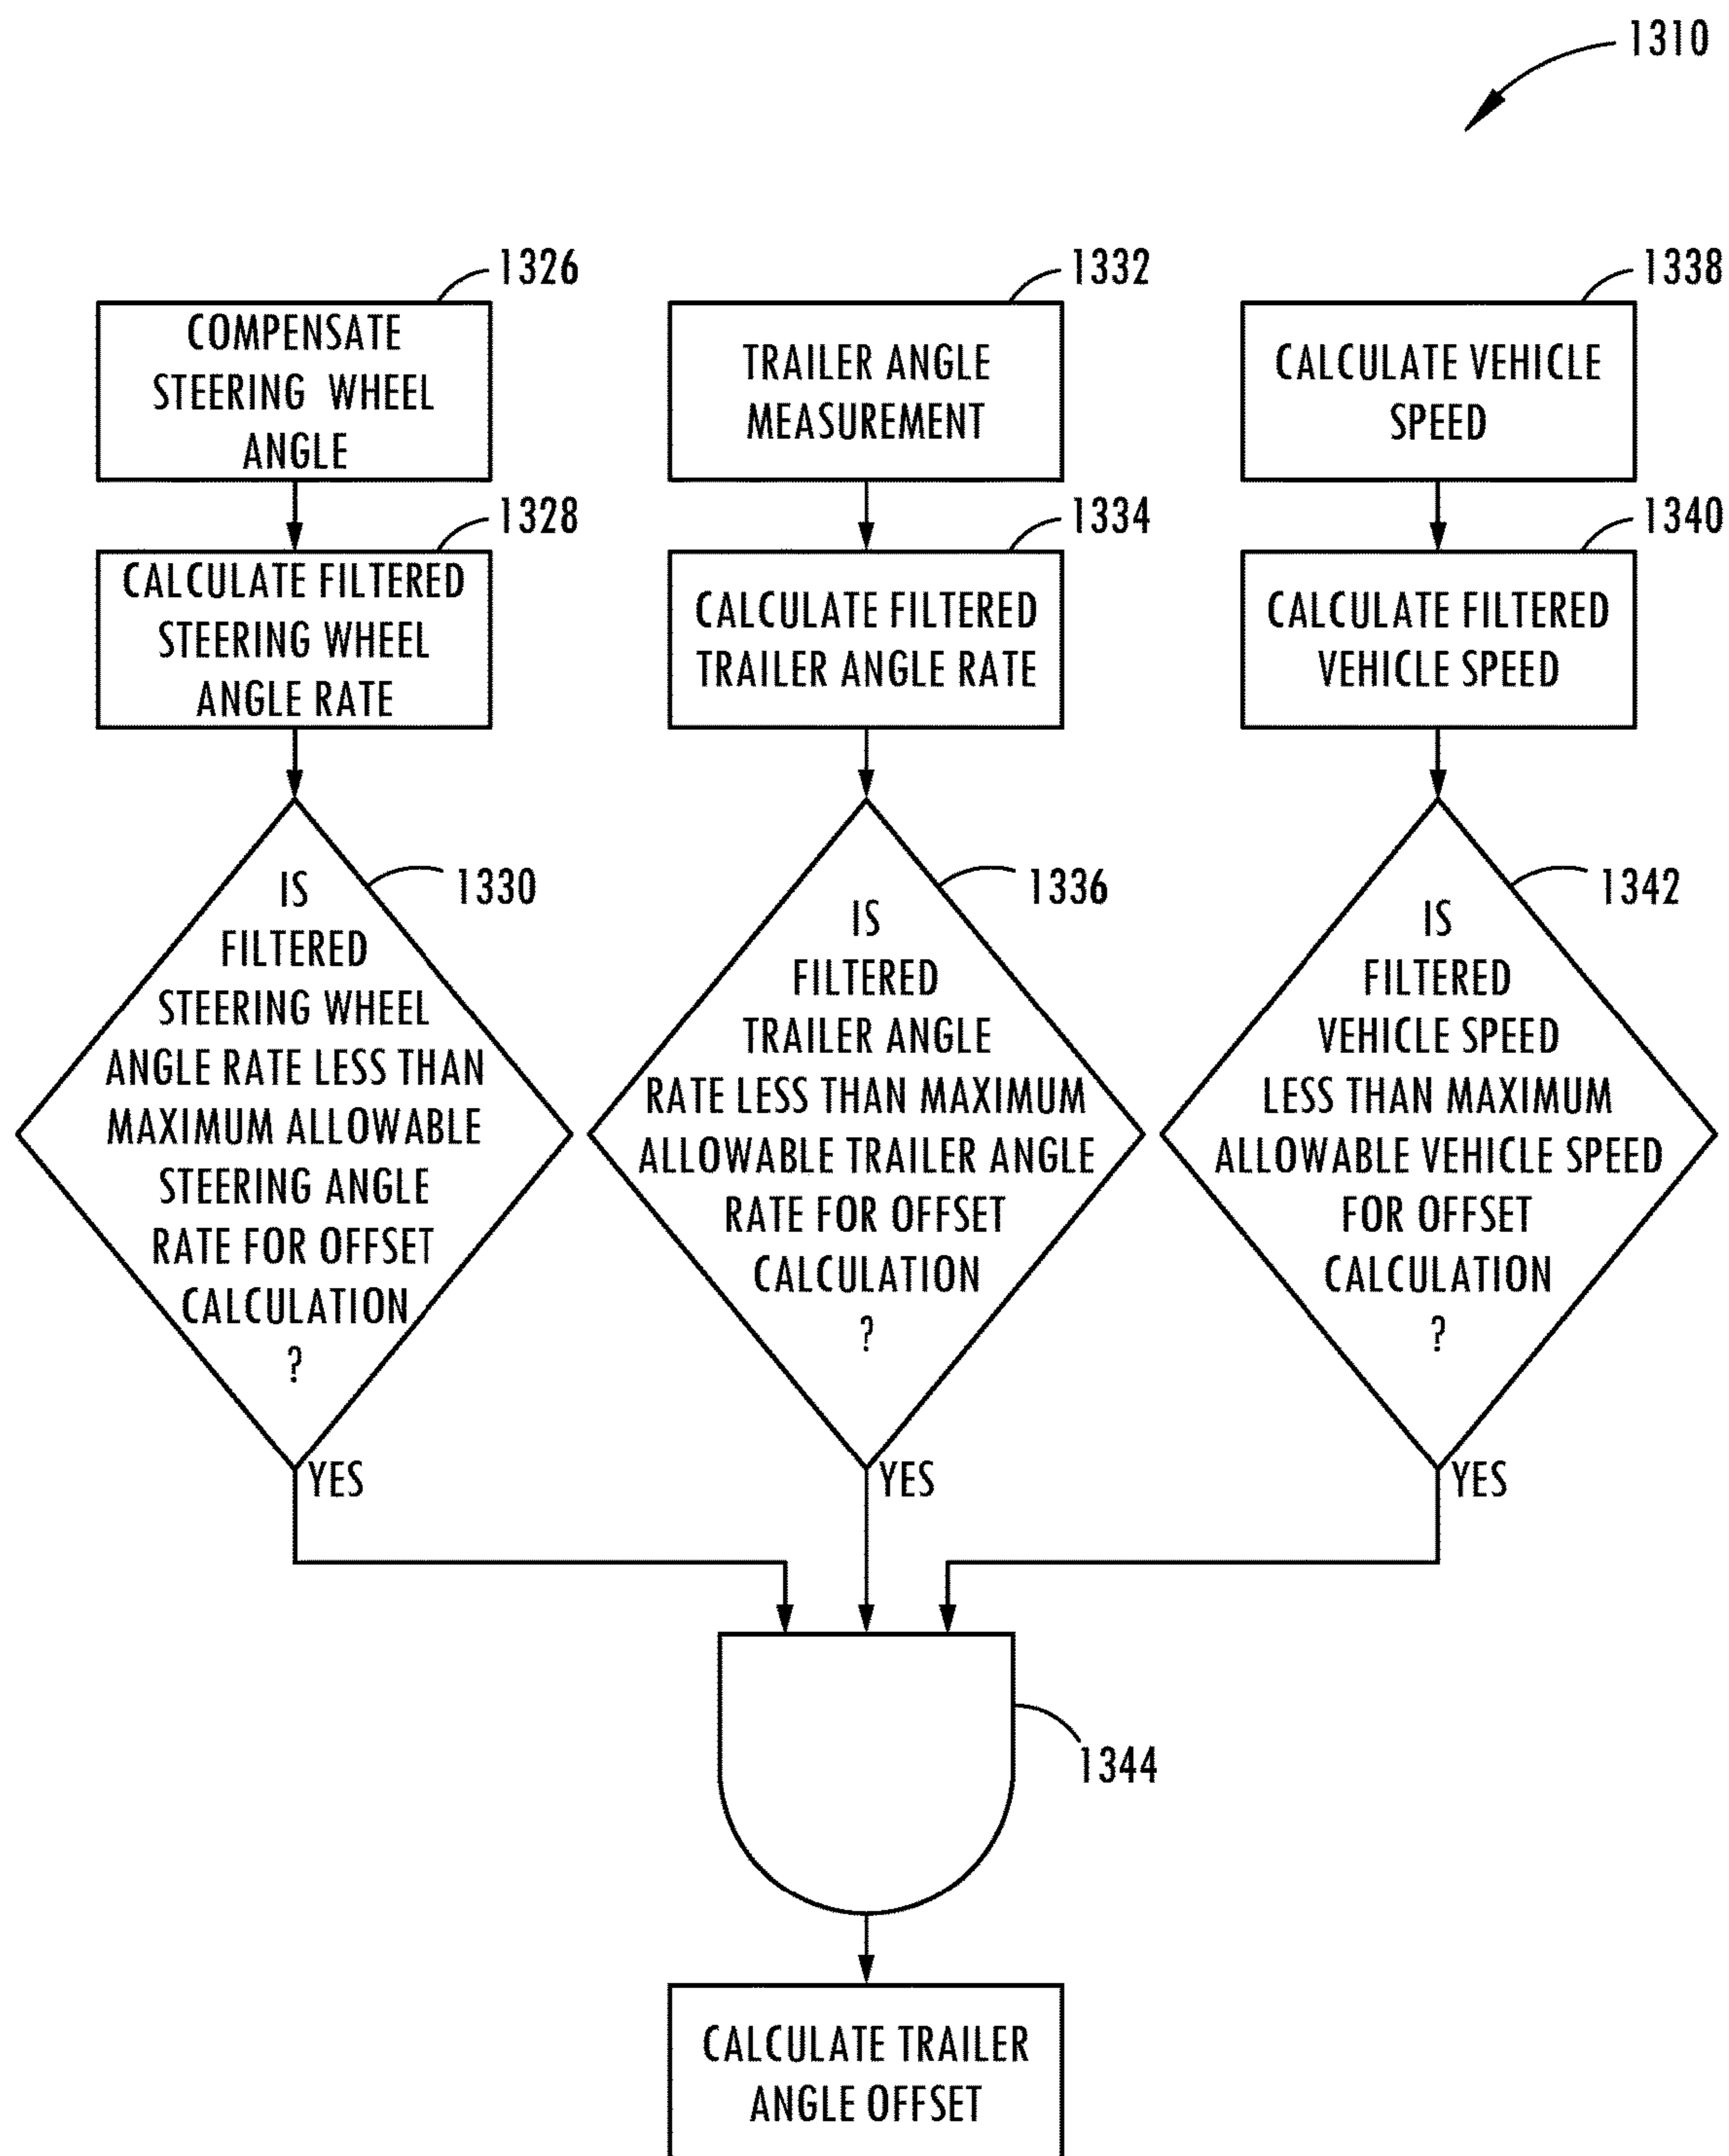 1310
1326
COMPENSATE
STEERING WHEEL
ANGLE
1332
TRAILER ANGLE
MEASUREMENT
1338
CALCULATE VEHICLE
SPEED
1328
CALCULATE FILTERED
STEERING WHEEL
ANGLE RATE
1334
CALCULATE FILTERED
TRAILER ANGLE RATE
1340
CALCULATE FILTERED
VEHICLE SPEED
1330
IS
FILTERED
STEERING WHEEL
ANGLE RATE LESS THAN
MAXIMUM ALLOWABLE
STEERING ANGLE
RATE FOR OFFSET
CALCULATION
?
YES
1336
IS
FILTERED
TRAILER ANGLE
RATE LESS THAN MAXIMUM
ALLOWABLE TRAILER ANGLE
RATE FOR OFFSET
CALCULATION
?
YES
1342
IS
FILTERED
VEHICLE SPEED
LESS THAN MAXIMUM
ALLOWABLE VEHICLE SPEED
FOR OFFSET
CALCULATION
?
YES
1344
CALCULATE TRAILER
ANGLE OFFSET